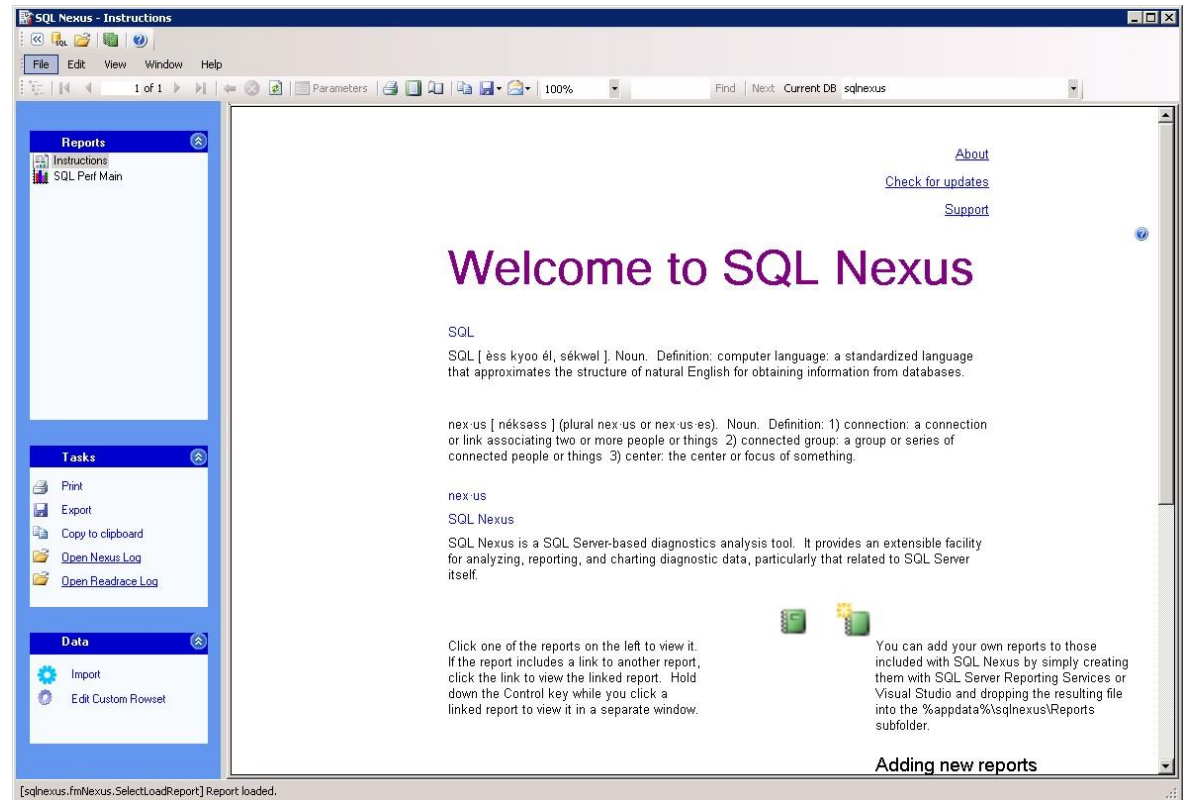 SQL Nexus - Instructions
SQL
File Edit View Window Help
1 of 1 Parameters 100% Find Next Current DB sqlnexus
Reports
Instructions
SQL Perf Main
Tasks
Print
Export
Copy to clipboard
Open Nexus Log
Open Readrace Log
Data
Import
Edit Custom Rowset
About
Check for updates
Support
Welcome to SQL Nexus
SQL
SQL [ èss kyoo él, sékwəl ]. Noun. Definition: computer language: a standardized language
that approximates the structure of natural English for obtaining information from databases.
nex·us [ néksəss ] (plural nex·us or nex·us·es). Noun. Definition: 1) connection: a connection
or link associating two or more people or things 2) connected group: a group or series of
connected people or things 3) center: the center or focus of something.
nex·us
SQL Nexus
SQL Nexus is a SQL Server-based diagnostics analysis tool. It provides an extensible facility
for analyzing, reporting, and charting diagnostic data, particularly that related to SQL Server
itself.
Click one of the reports on the left to view it.
If the report includes a link to another report,
click the link to view the linked report. Hold
down the Control key while you click a
linked report to view it in a separate window.
You can add your own reports to those
included with SQL Nexus by simply creating
them with SQL Server Reporting Services or
Visual Studio and dropping the resulting file
into the %appdata%\sqlnexus\Reports
subfolder.
Adding new reports
[sqlnexus.fmNexus.SelectLoadReport] Report loaded.